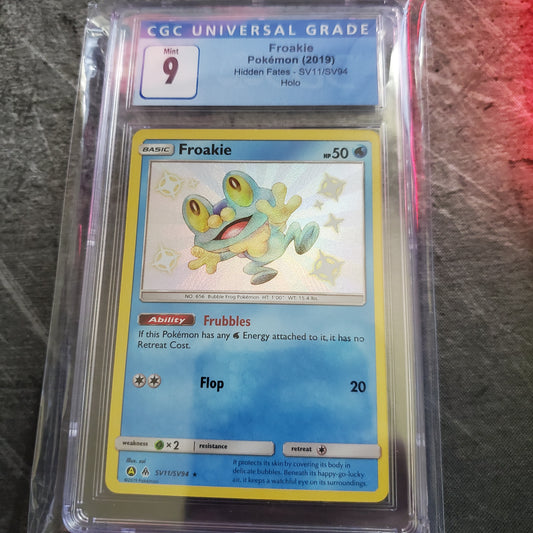 CGC UNIVERSAL GRADE
Mint
9
Froakie
Pokémon (2019)
Hidden Fates - SV11/SV94
Holo
BASIC Froakie HP50
NO. 656 Bubble Frog Pokémon HT: 1'00" WT: 15.4 lbs.
Ability Frubbles
If this Pokémon has any Energy attached to it, it has no
Retreat Cost.
Flop 20
weakness ×2 resistance retreat
Illus. sui
A SV11/SV94 ★
©2019 Pokémon
It protects its skin by covering its body in
delicate bubbles. Beneath its happy-go-lucky
air, it keeps a watchful eye on its surroundings.